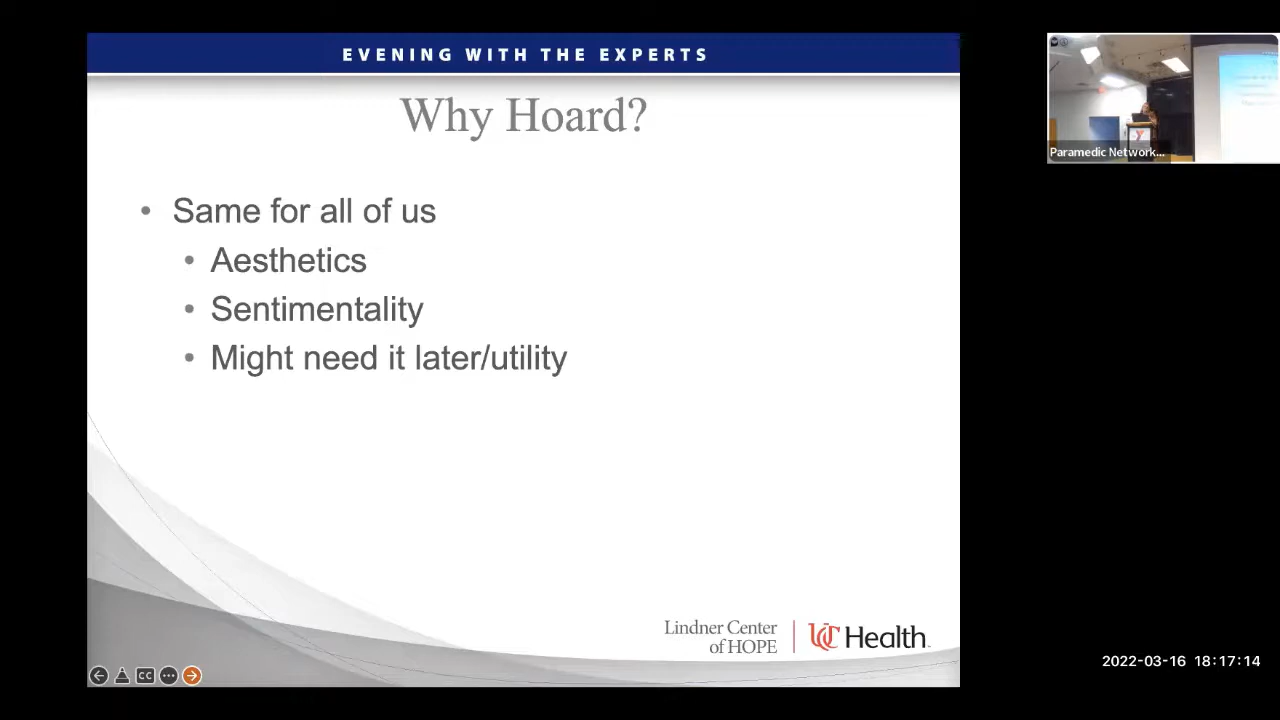 EVENING WITH THE EXPERTS
Why Hoard?
• Same for all of us
• Aesthetics
• Sentimentality
• Might need it later/utility
Lindner Center
of HOPE
UC Health
CC
Paramedic Network...
2022-03-16 18:17:14